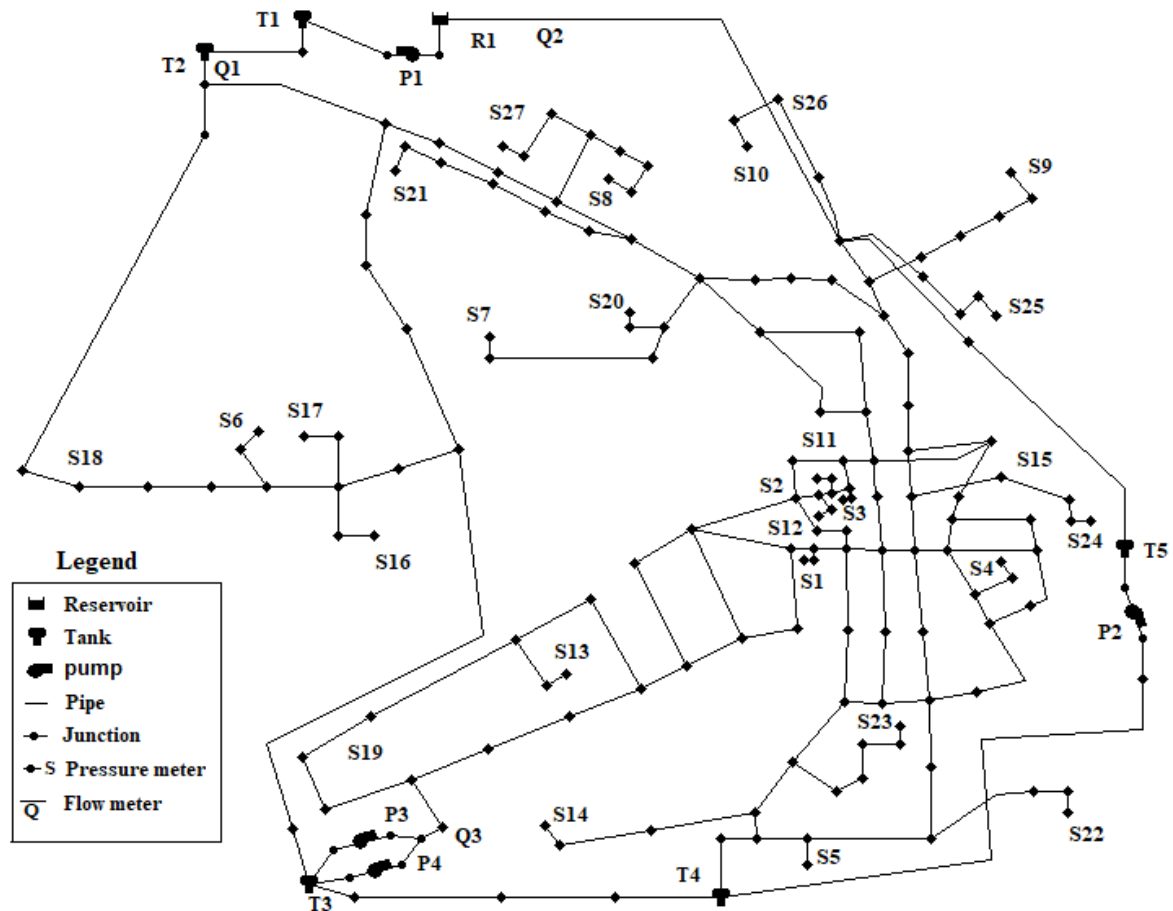 T1
R1
Q2
T2
Q1
P1
S27
S26
S21
S8
S10
S9
S7
S20
S25
S6
S17
S11
S18
S2
S15
S3
S12
S24
S16
T5
S1
S4
P2
S13
S23
S19
P3
S14
Q3
S22
P4
S5
T4
T3
Legend
Reservoir
Tank
pump
Pipe
Junction
S Pressure meter
Q Flow meter